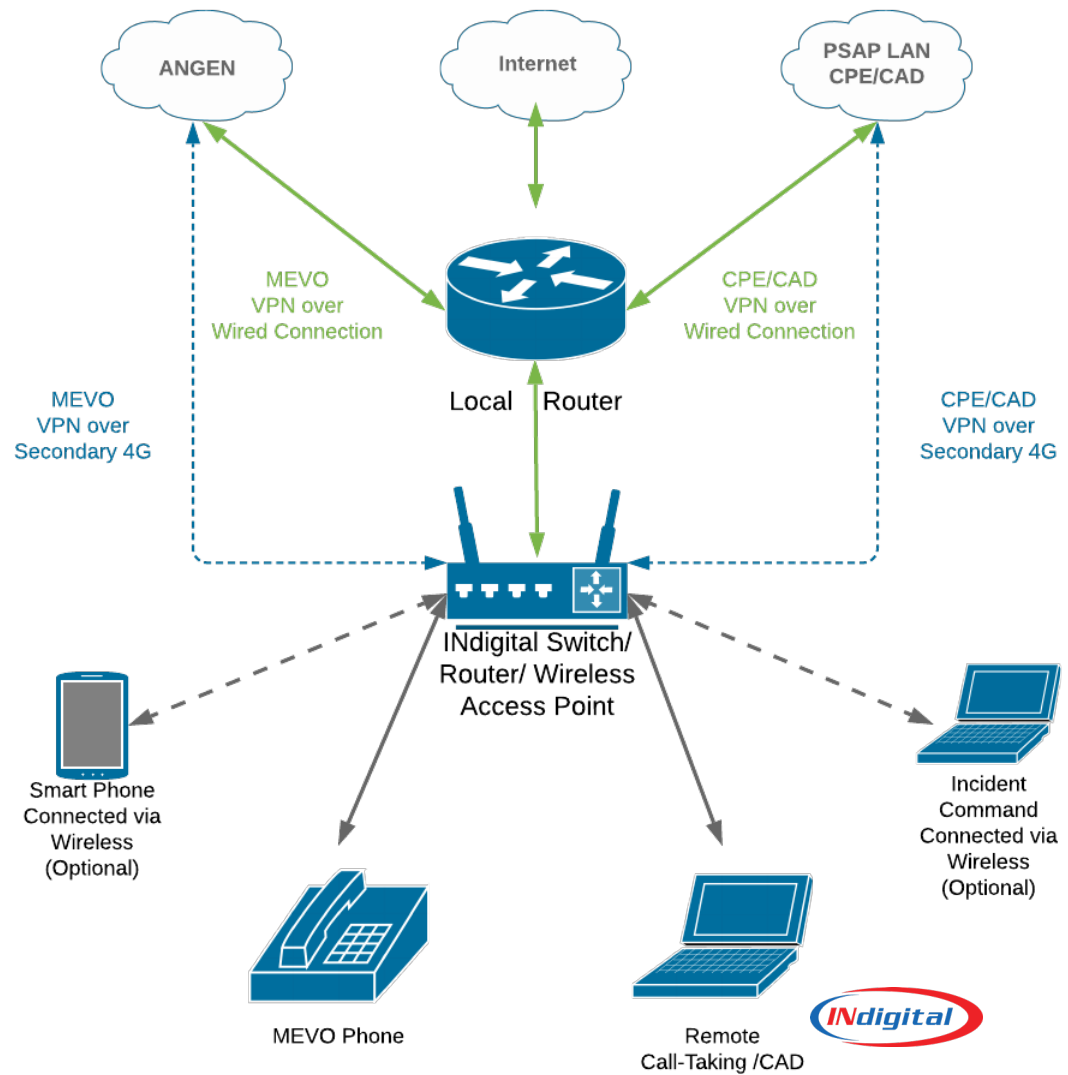 ANGEN
Internet
PSAP LAN
CPE/CAD
MEVO
VPN over
Wired Connection
CPE/CAD
VPN over
Wired Connection
Local Router
MEVO
VPN over
Secondary 4G
CPE/CAD
VPN over
Secondary 4G
INdigital Switch/
Router/ Wireless
Access Point
Smart Phone
Connected via
Wireless
(Optional)
Incident
Command
Connected via
Wireless
(Optional)
MEVO Phone
Remote
Call-Taking /CAD
INdigital